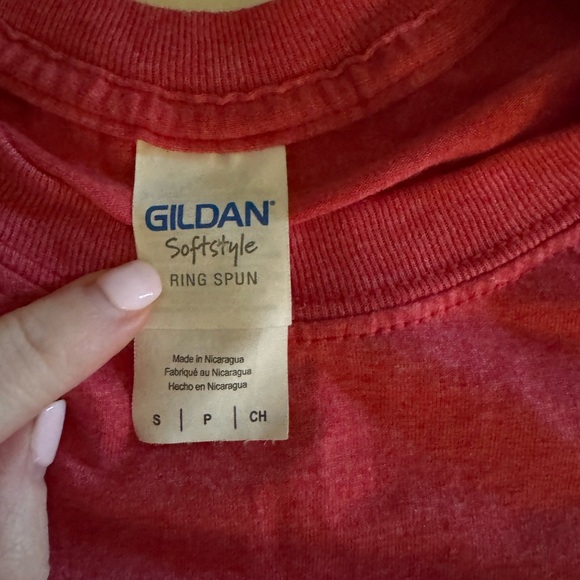 GILDAN®
Softstyle
RING SPUN
Made in Nicaragua
Fabriqué au Nicaragua
Hecho en Nicaragua
S | P | CH